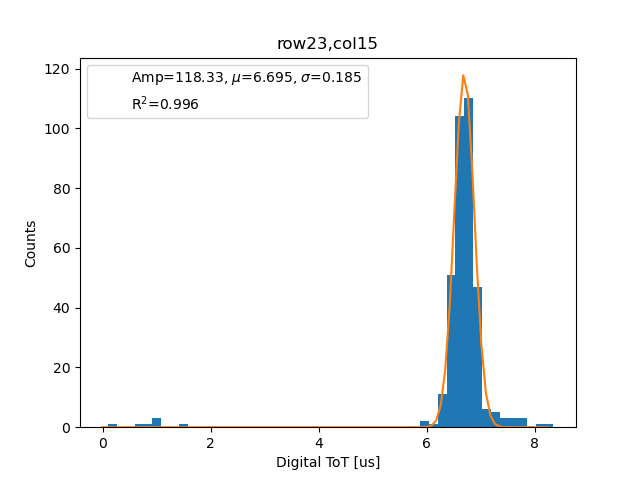 row23,col15
Amp=118.33, μ=6.695, σ=0.185
R²=0.996
120
100
80
60
40
20
0
Counts
0 2 4 6 8
Digital ToT [us]